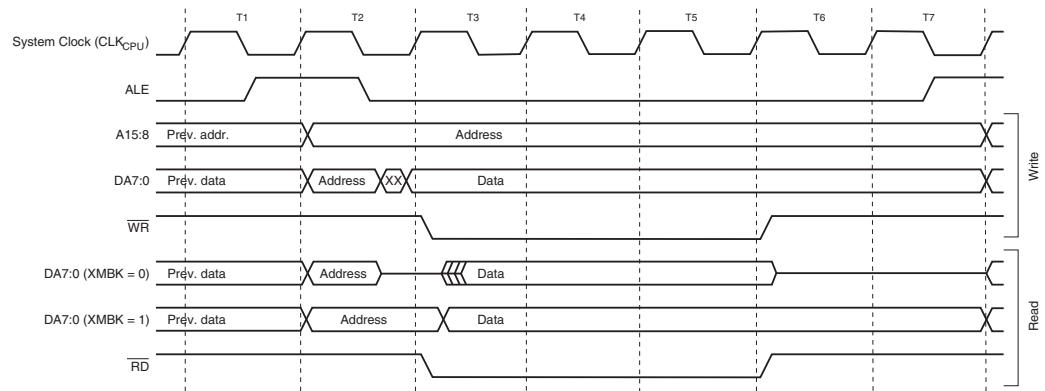 T1 T2 T3 T4 T5 T6 T7
System Clock (CLKCPU)
ALE
A15:8 Prev. addr. Address
DA7:0 Prev. data Address XX Data
WR
Write
DA7:0 (XMBK = 0) Prev. data Address Data
DA7:0 (XMBK = 1) Prev. data Address Data
RD
Read